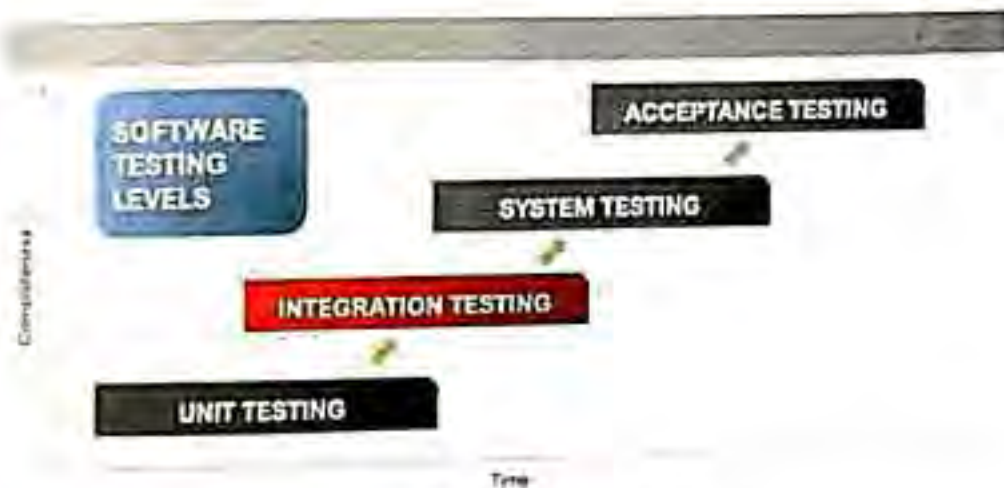 SOFTWARE
TESTING
LEVELS
ACCEPTANCE TESTING
SYSTEM TESTING
INTEGRATION TESTING
UNIT TESTING
Completeness
Time